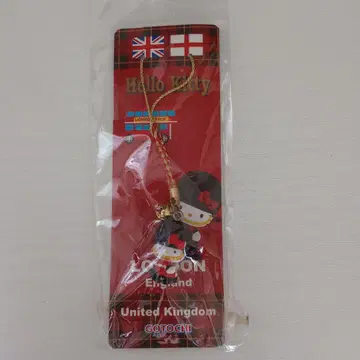 Hello Kitty
LONDON
England
United Kingdom
GOTOCHI